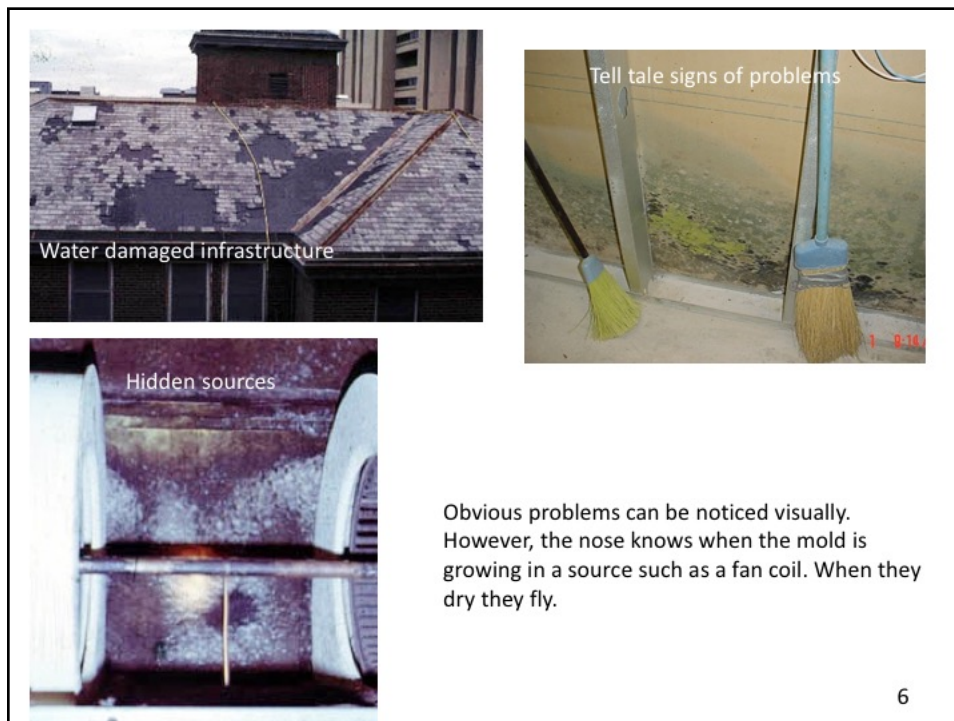 Water damaged infrastructure
Tell tale signs of problems
Hidden sources
Obvious problems can be noticed visually.
However, the nose knows when the mold is
growing in a source such as a fan coil. When they
dry they fly.
6